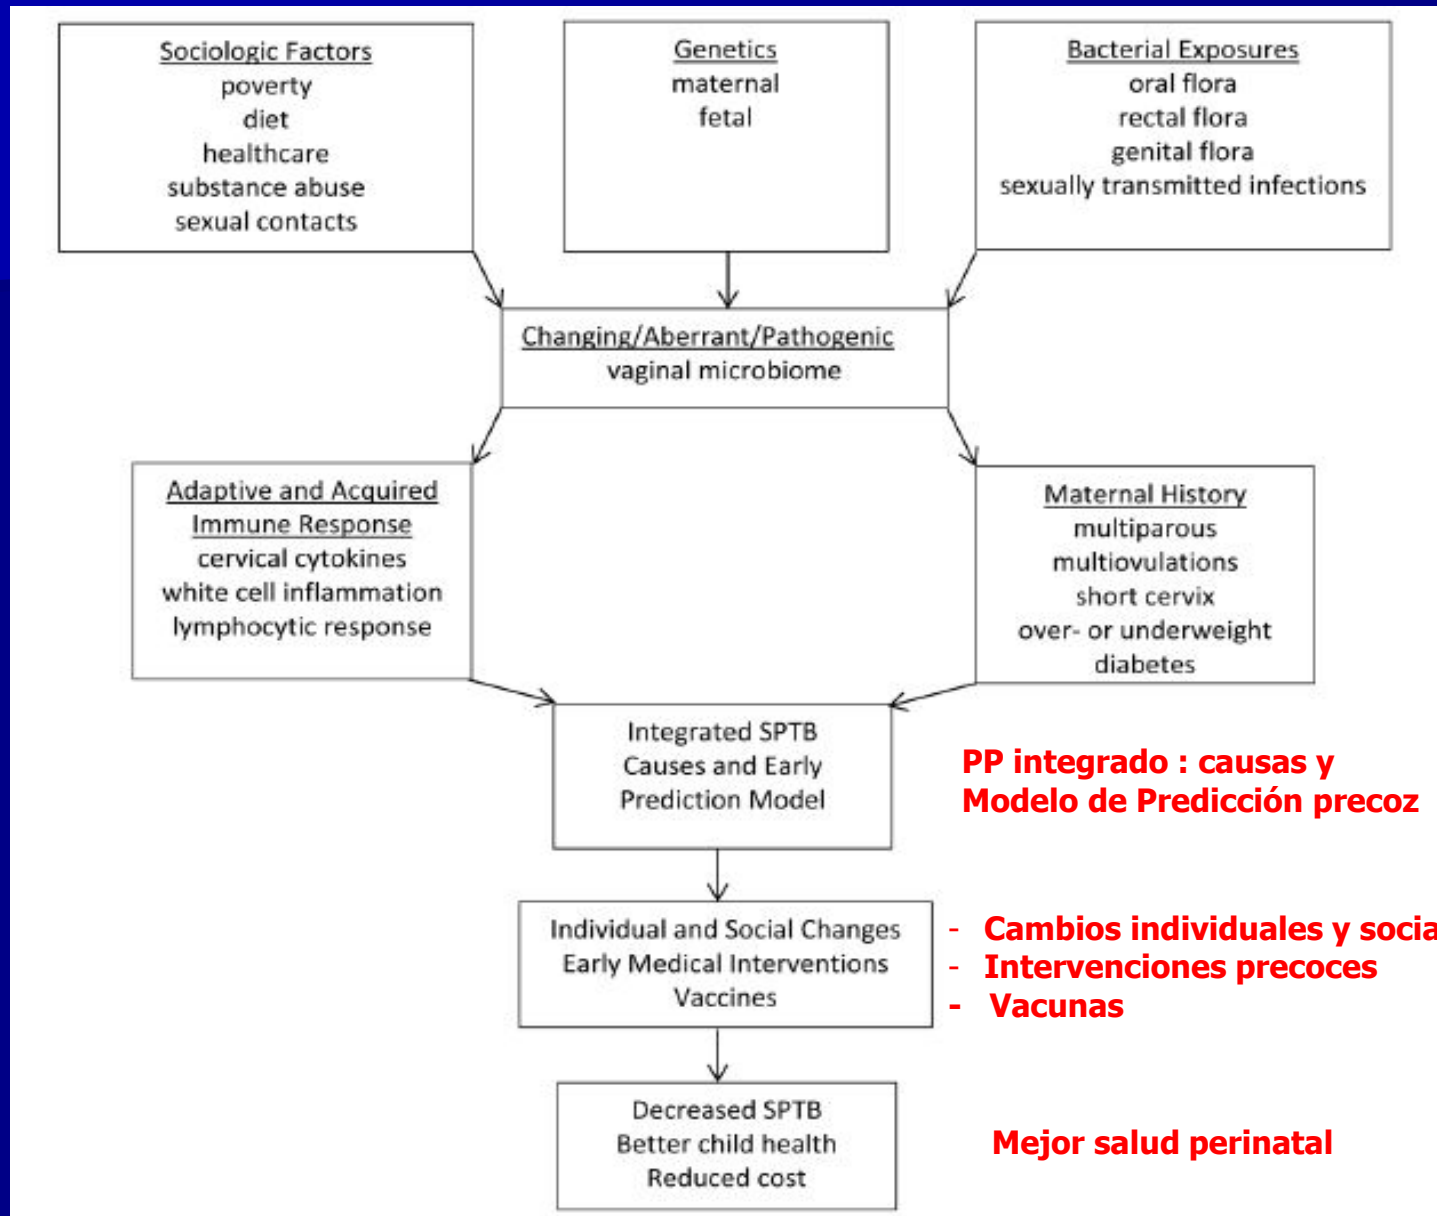 Sociologic Factors
poverty
diet
healthcare
substance abuse
sexual contacts
Genetics
maternal
fetal
Bacterial Exposures
oral flora
rectal flora
genital flora
sexually transmitted infections
Changing/Aberrant/Pathogenic
vaginal microbiome
Adaptive and Acquired
Immune Response
cervical cytokines
white cell inflammation
lymphocytic response
Maternal History
multiparous
multiovulations
short cervix
over- or underweight
diabetes
Integrated SPTB
Causes and Early
Prediction Model
PP integrado : causas y
Modelo de Predicción precoz
Individual and Social Changes
Early Medical Interventions
Vaccines
- Cambios individuales y socia
- Intervenciones precoces
- Vacunas
Decreased SPTB
Better child health
Reduced cost
Mejor salud perinatal